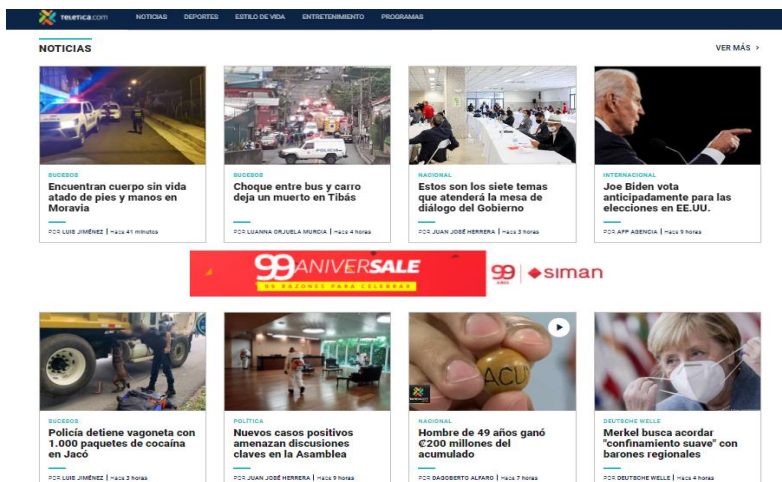 teletica.com NOTICIAS DEPORTES ESTILO DE VIDA ENTRETENIMIENTO PROGRAMAS
NOTICIAS
VER MÁS >
POLICIA
SUCESOS
Encuentran cuerpo sin vida
atado de pies y manos en
Moravia
POR LUIS JIMÉNEZ | Hace 41 minutos
SUCESOS
Choque entre bus y carro
deja un muerto en Tibás
POR LUANNA ORJUELA MURCIA | Hace 4 horas
NACIONAL
Estos son los siete temas
que atenderá la mesa de
diálogo del Gobierno
POR JUAN JOSÉ HERRERA | Hace 3 horas
INTERNACIONAL
Joe Biden vota
anticipadamente para las
elecciones en EE.UU.
POR AFP AGENCIA | Hace 9 horas
99 ANIVERSALE
99 RAZONES PARA CELEBRAR
99 AÑOS siman
ACU
SUCESOS
Policía detiene vagoneta con
1.000 paquetes de cocaína
en Jacó
POR LUIS JIMÉNEZ | Hace 3 horas
POLÍTICA
Nuevos casos positivos
amenazan discusiones
claves en la Asamblea
POR JUAN JOSÉ HERRERA | Hace 9 horas
NACIONAL
Hombre de 49 años ganó
₡200 millones del
acumulado
POR DAGOBERTO ALFARO | Hace 7 horas
DEUTSCHE WELLE
Merkel busca acordar
"confinamiento suave" con
barones regionales
POR DEUTSCHE WELLE | Hace 4 horas